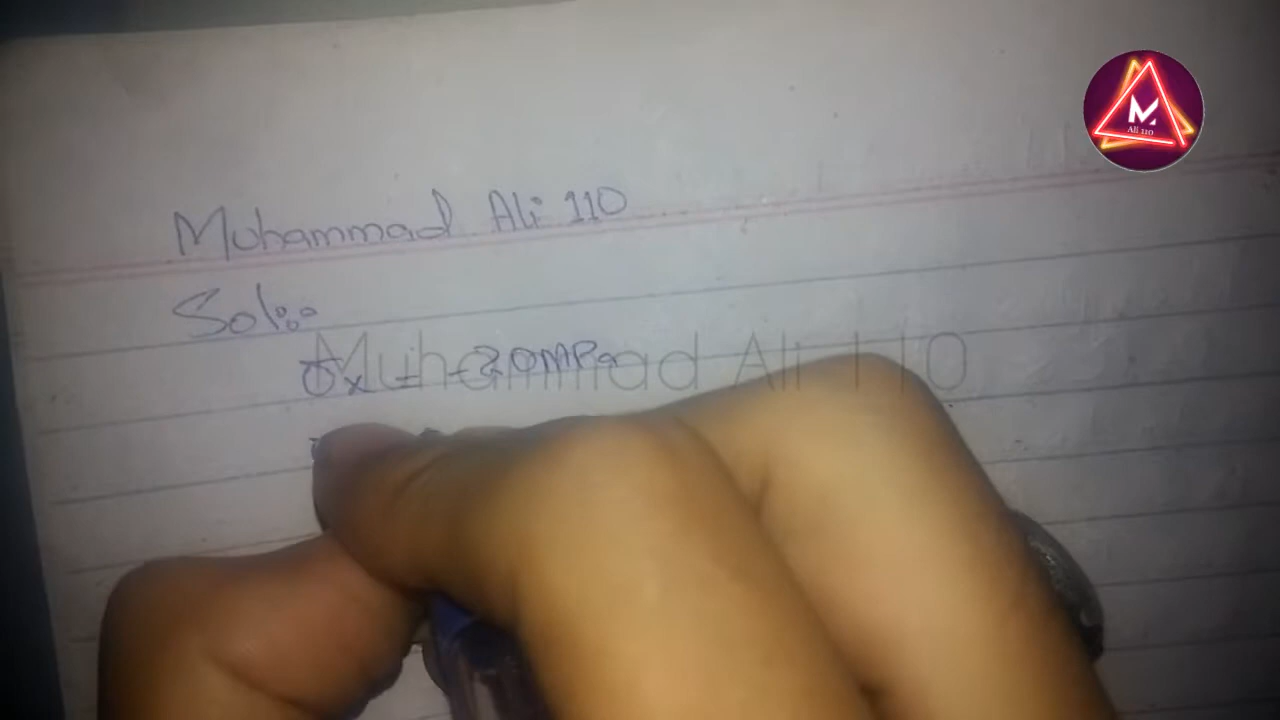 M
Ali 110
Muhammad Ali 110
Sol:
Muhammad Ali 110
σx = -20MPa